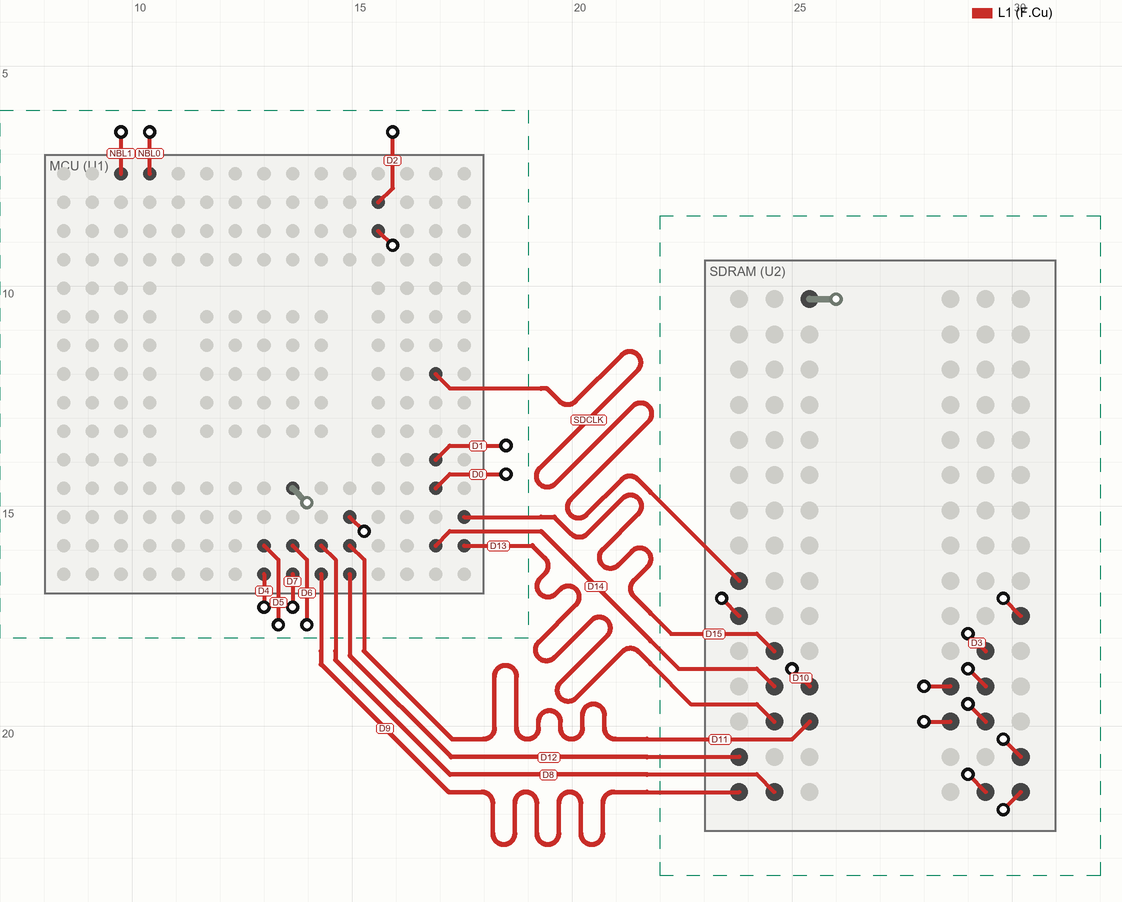 10
15
20
25
30
L1 (F.Cu)
5
NBL1
NBL0
D2
MCU (U1)
SDRAM (U2)
10
SDCLK
D1
D0
15
D13
D7
D14
D4
D6
D5
D15
D3
D10
20
D9
D11
D12
D8